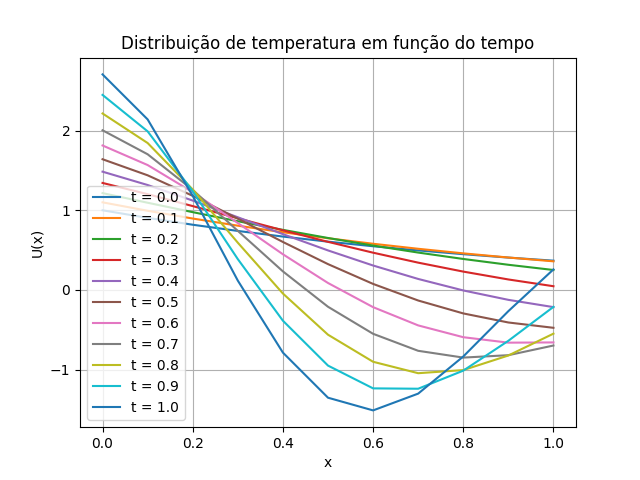 Distribuição de temperatura em função do tempo
U(x)
2
1
0
−1
t = 0.0
t = 0.1
t = 0.2
t = 0.3
t = 0.4
t = 0.5
t = 0.6
t = 0.7
t = 0.8
t = 0.9
t = 1.0
0.0 0.2 0.4 0.6 0.8 1.0
x